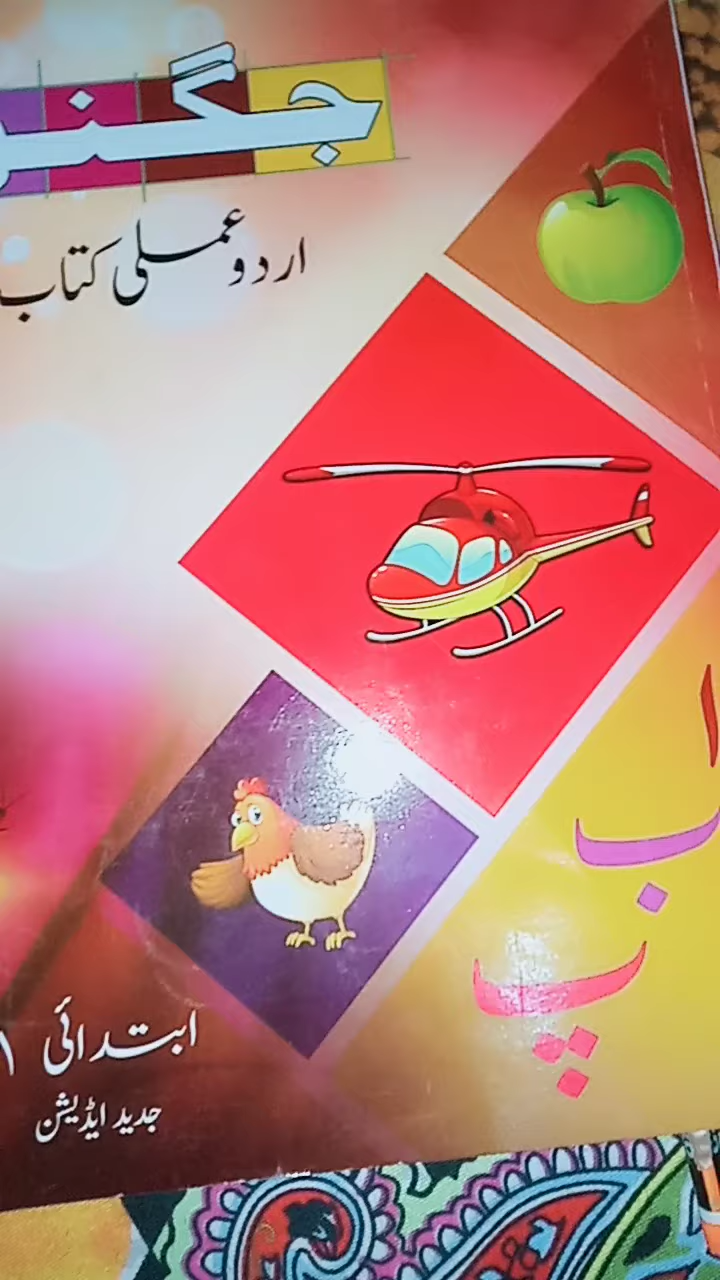 جگنو
اردو عملی کتاب
ا
ب
پ
ابتدائی ۱
جدید ایڈیشن